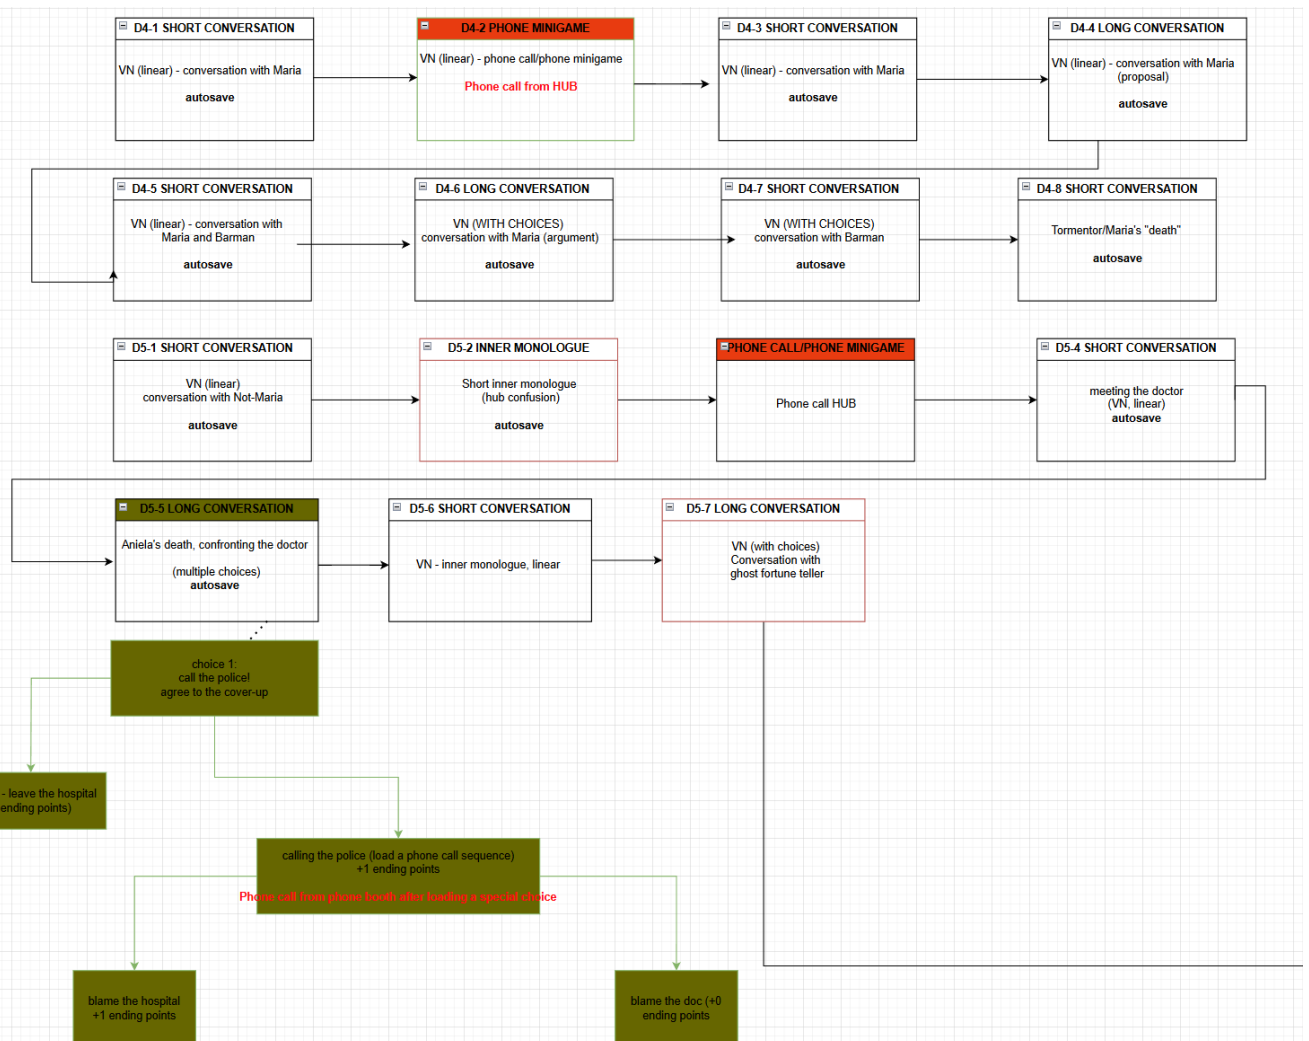 D4-1 SHORT CONVERSATION
VN (linear) - conversation with Maria
autosave
D4-2 PHONE MINIGAME
VN (linear) - phone call/phone minigame
Phone call from HUB
D4-3 SHORT CONVERSATION
VN (linear) - conversation with Maria
autosave
D4-4 LONG CONVERSATION
VN (linear) - conversation with Maria
(proposal)
autosave
D4-5 SHORT CONVERSATION
VN (linear) - conversation with
Maria and Barman
autosave
D4-6 LONG CONVERSATION
VN (WITH CHOICES)
conversation with Maria (argument)
autosave
D4-7 SHORT CONVERSATION
VN (WITH CHOICES)
conversation with Barman
autosave
D4-8 SHORT CONVERSATION
Tormentor/Maria's "death"
autosave
D5-1 SHORT CONVERSATION
VN (linear)
conversation with Not-Maria
autosave
D5-2 INNER MONOLOGUE
Short inner monologue
(hub confusion)
autosave
PHONE CALL/PHONE MINIGAME
Phone call HUB
D5-4 SHORT CONVERSATION
meeting the doctor
(VN, linear)
autosave
D5-5 LONG CONVERSATION
Aniela's death, confronting the doctor
(multiple choices)
autosave
D5-6 SHORT CONVERSATION
VN - inner monologue, linear
D5-7 LONG CONVERSATION
VN (with choices)
Conversation with
ghost fortune teller
choice 1:
call the police!
agree to the cover-up
- leave the hospital
ending points)
calling the police (load a phone call sequence)
+1 ending points
Phone call from phone booth after loading a special choice
blame the hospital
+1 ending points
blame the doc (+0
ending points